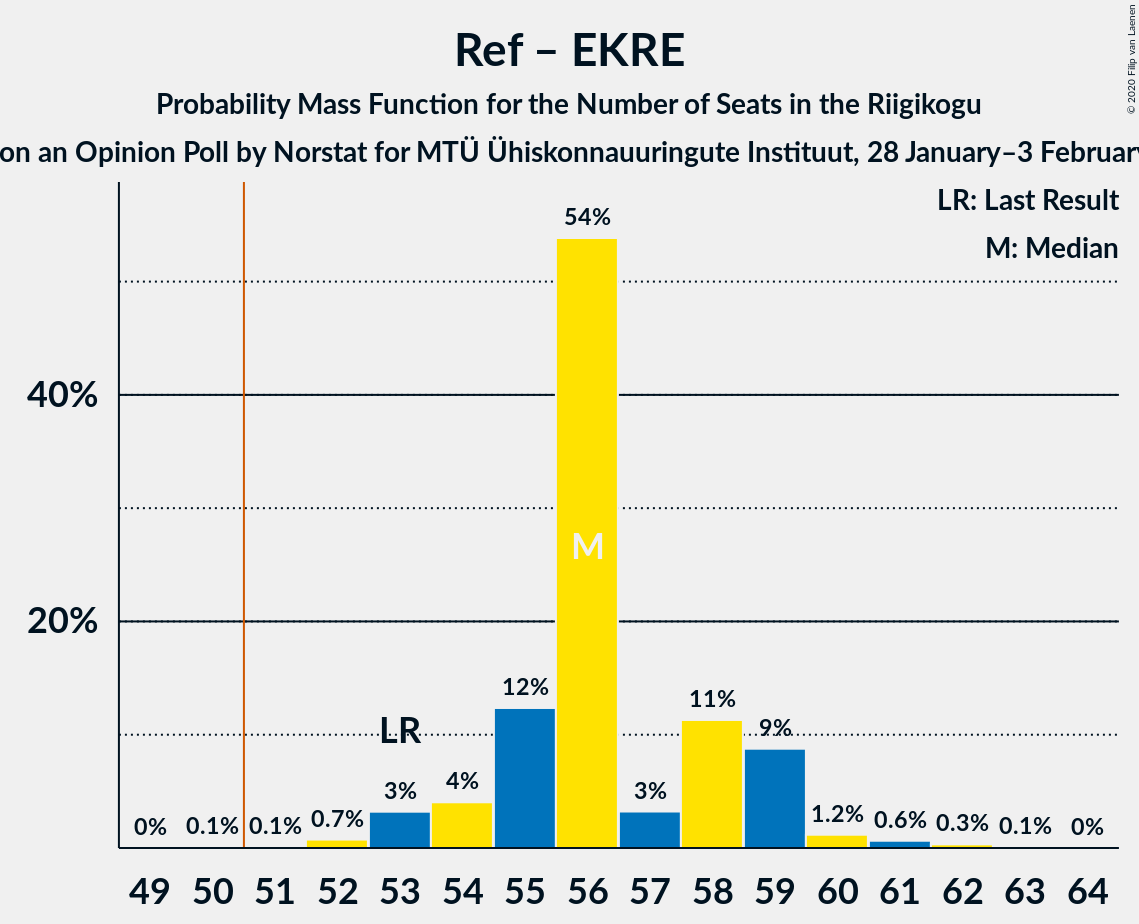 Ref – EKRE
Probability Mass Function for the Number of Seats in the Riigikogu
on an Opinion Poll by Norstat for MTÜ Ühiskonnauuringute Instituut, 28 January–3 February
© 2020 Filip van Laenen
LR: Last Result
M: Median
54%
40%
M
20%
12%
11%
LR
9%
0%
0.1%
0.1%
0.7%
3%
4%
3%
1.2%
0.6%
0.3%
0.1%
0%
49 50 51 52 53 54 55 56 57 58 59 60 61 62 63 64